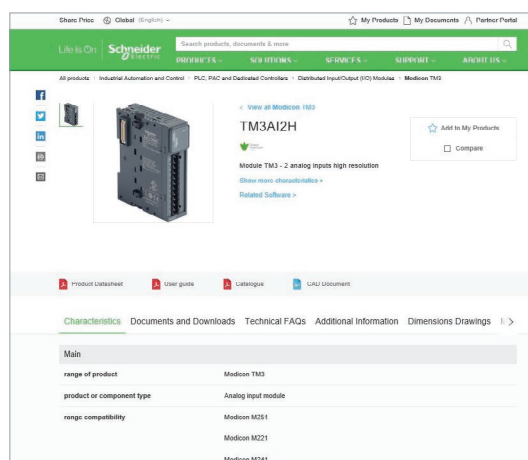 Share Price Global (English) My Products My Documents Partner Portal
Life Is On Schneider Electric Search products, documents & more
PRODUCTS SOLUTIONS SERVICES SUPPORT ABOUT US
All products Industrial Automation and Control PLC, PAC and Dedicated Controllers Distributed Input/Output (I/O) Modules Modicon TM3
< View all Modicon TM3
TM3AI2H
Add to My Products
Compare
Module TM3 - 2 analog inputs high resolution
Show more characteristics >
Related Software >
Product Datasheet User guide Catalogue CAD Document
Characteristics Documents and Downloads Technical FAQs Additional Information Dimensions Drawings
Main
range of product Modicon TM3
product or component type Analog input module
range compatibility Modicon M251
Modicon M221
Modicon M241